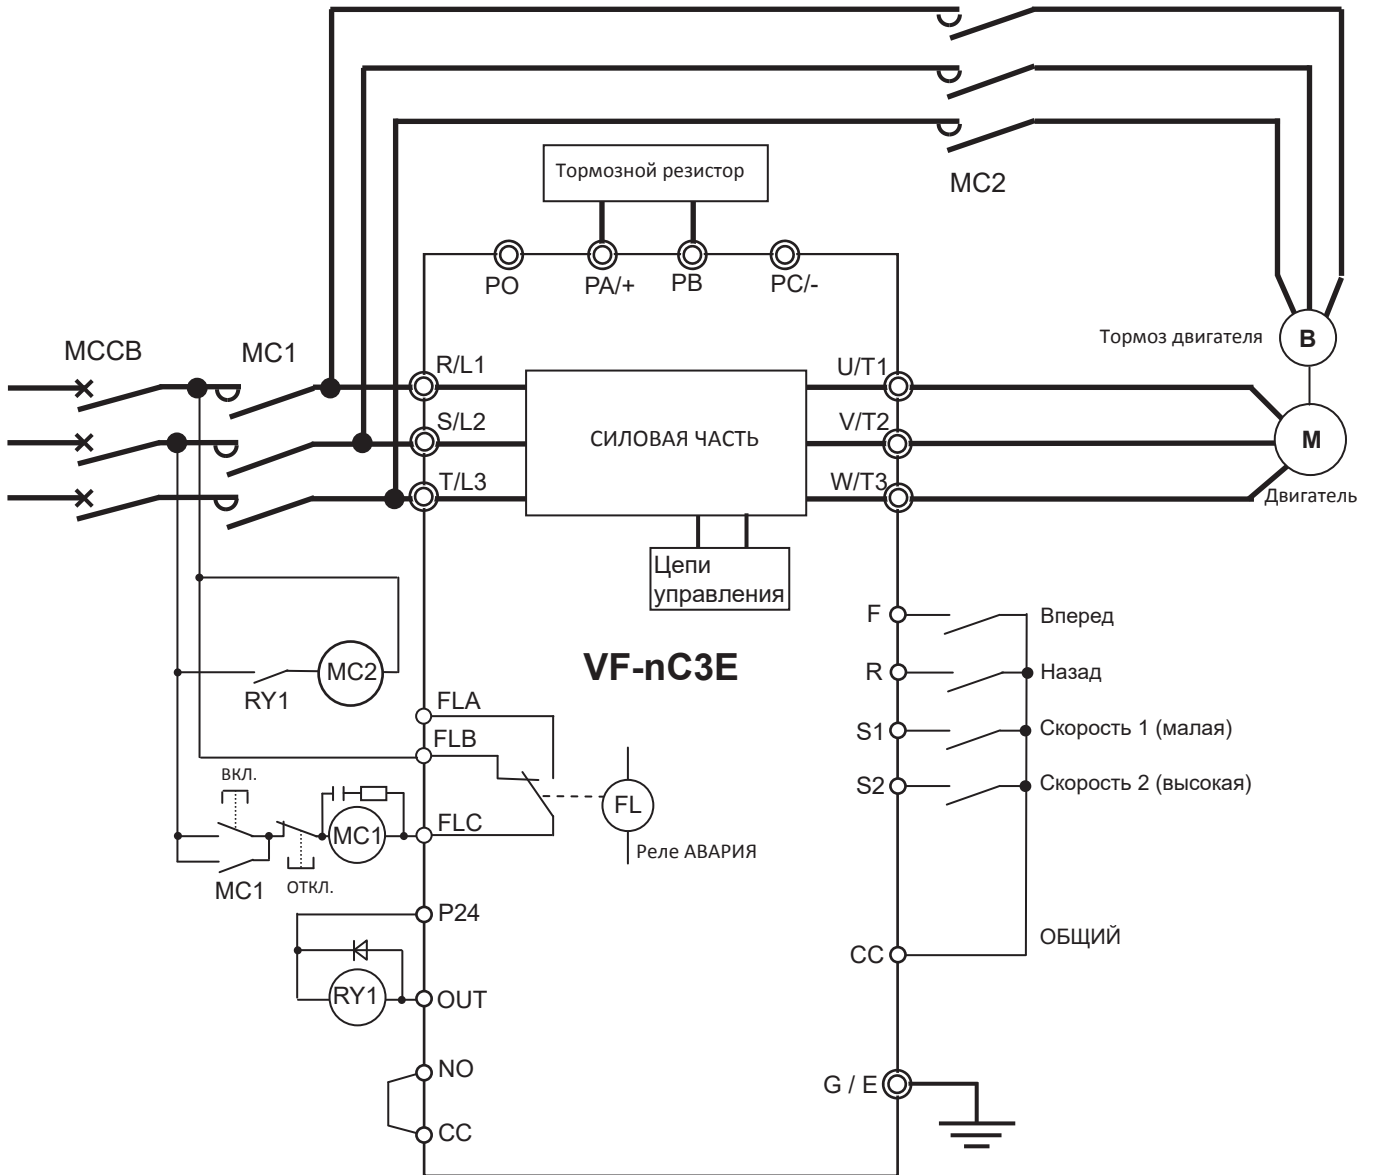 MC2
Тормозной резистор
PO
PA/+
PB
PC/-
Тормоз двигателя
B
MCCB
MC1
R/L1
U/T1
S/L2
V/T2
СИЛОВАЯ ЧАСТЬ
M
T/L3
W/T3
Двигатель
Цепи
управления
F
Вперед
VF-nC3E
MC2
RY1
R
Назад
FLA
S1
Скорость 1 (малая)
FLB
ВКЛ.
S2
Скорость 2 (высокая)
FL
MC1
FLC
Реле АВАРИЯ
MC1
ОТКЛ.
P24
ОБЩИЙ
CC
RY1
OUT
NO
G / E
CC